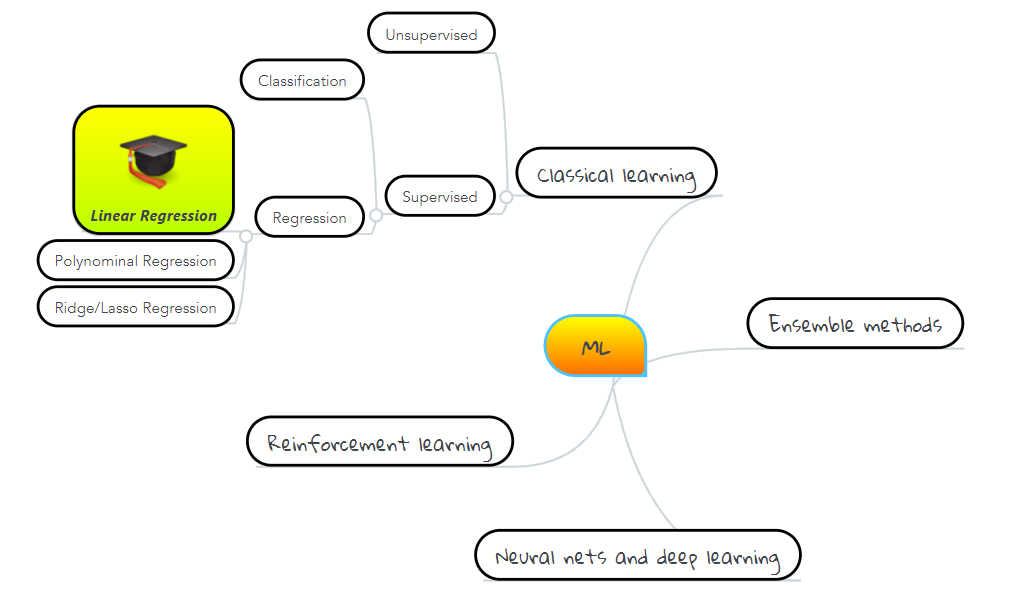 Unsupervised
Classification
Classical learning
Supervised
Linear Regression
Regression
Polynominal Regression
Ridge/Lasso Regression
Ensemble methods
ML
Reinforcement learning
Neural nets and deep learning